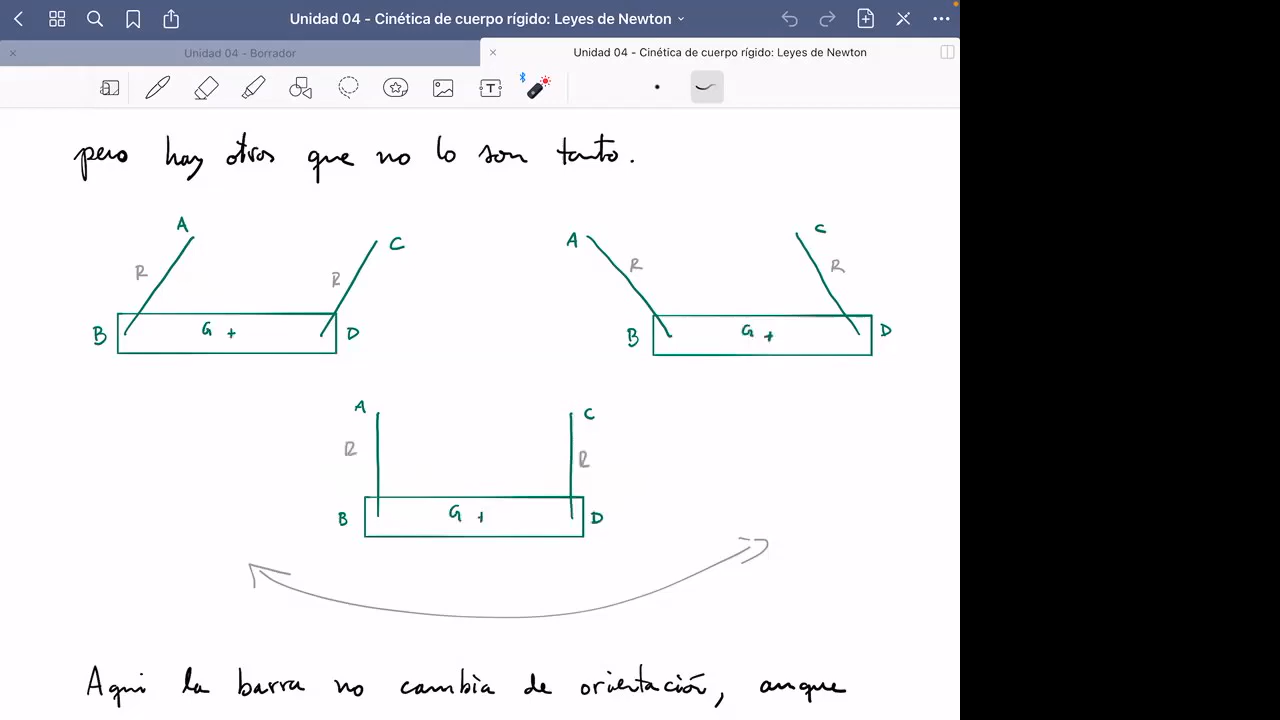 Unidad 04 - Cinética de cuerpo rígido: Leyes de Newton
Unidad 04 - Borrador
Unidad 04 - Cinética de cuerpo rígido: Leyes de Newton
pero hay otros que no lo son tanto.
A
C
R
R
B
G
D
A
C
R
R
B
G
D
A
C
R
R
B
G
D
Aqui la barra no cambia de orientación, aunque